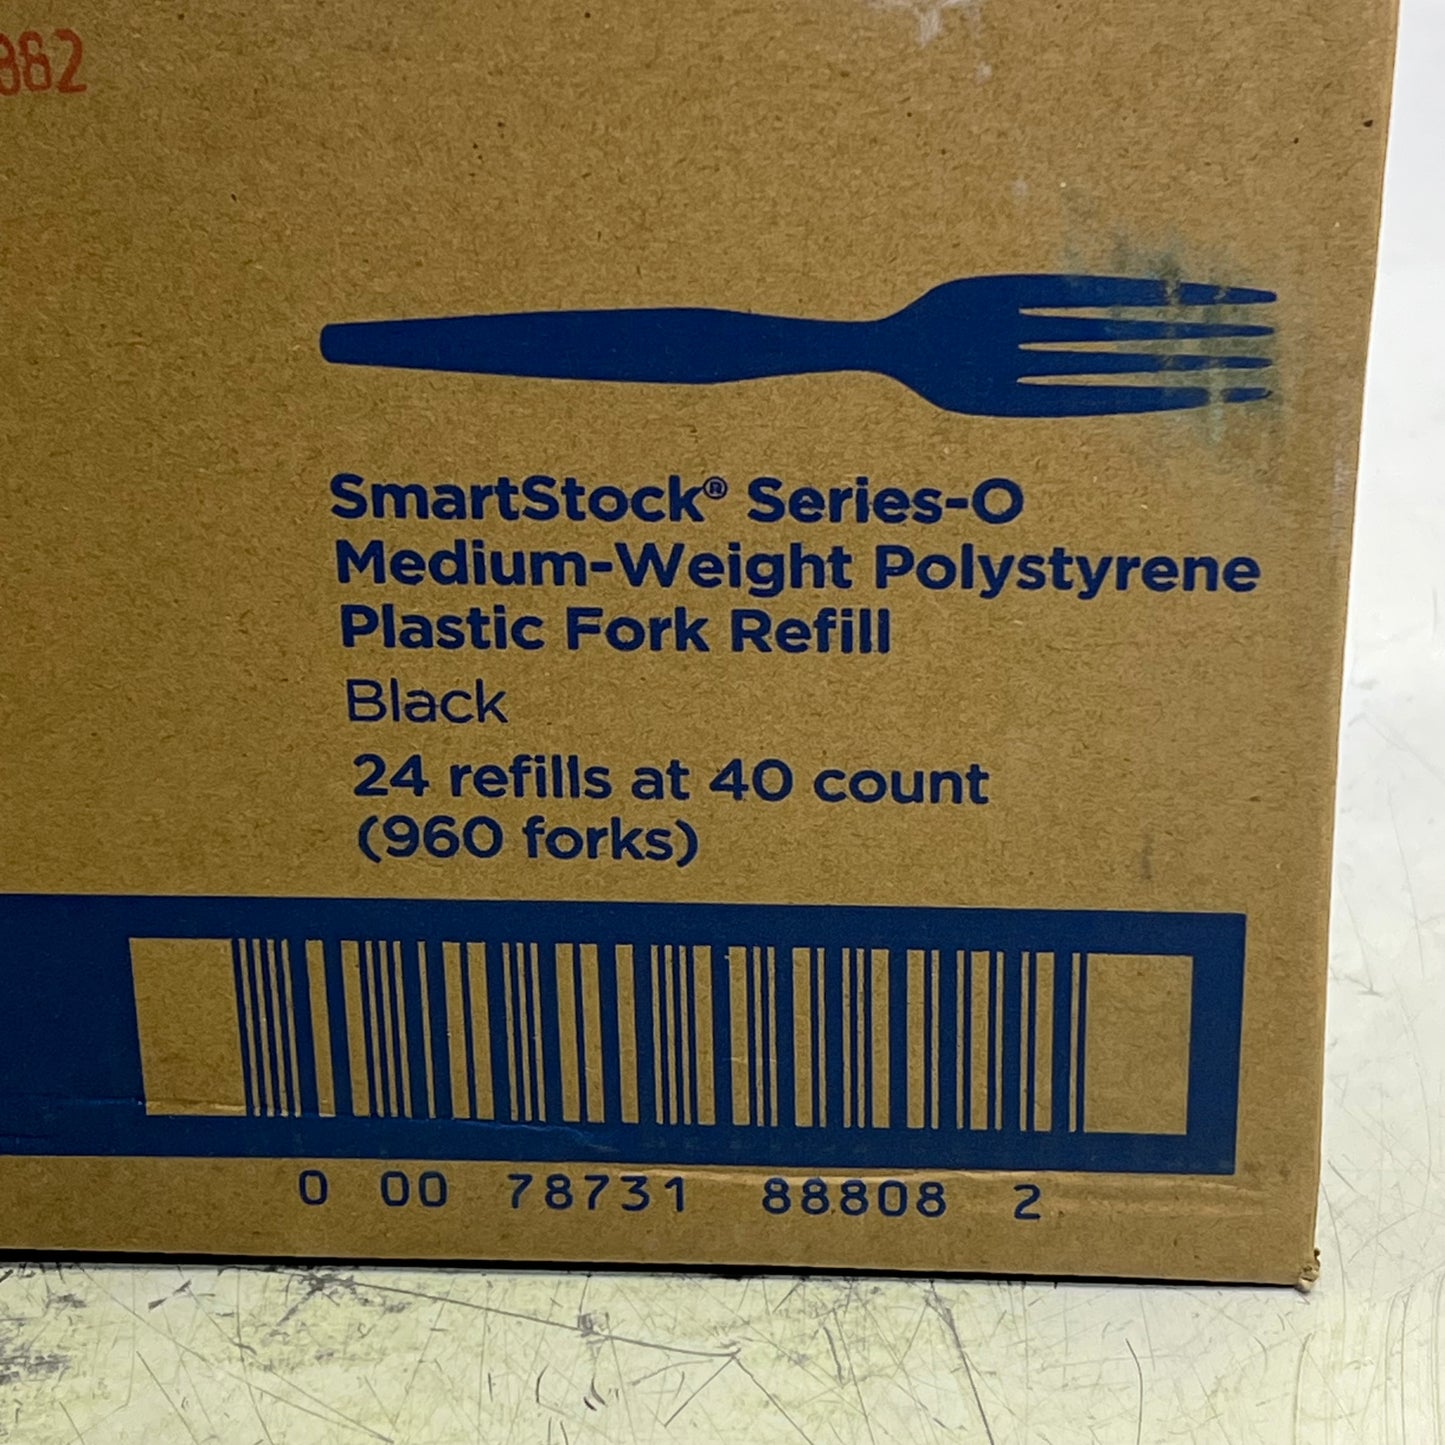 882
SmartStock® Series-O
Medium-Weight Polystyrene
Plastic Fork Refill
Black
24 refills at 40 count
(960 forks)
0 00 78731 88808 2